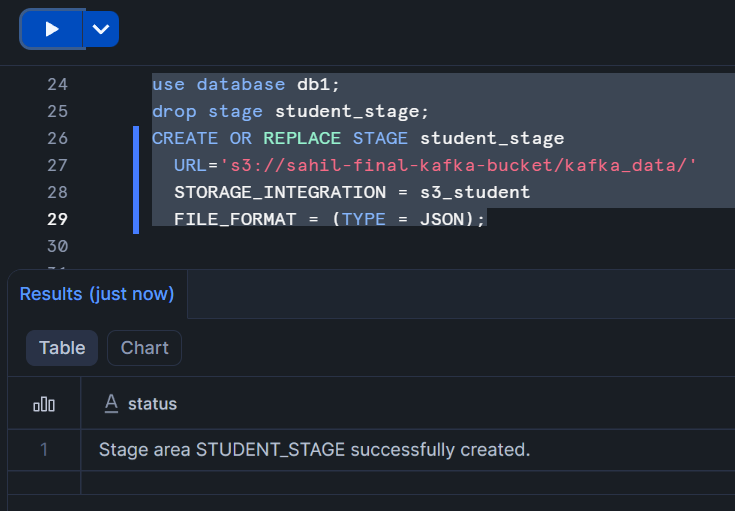 24 use database db1;
25 drop stage student_stage;
26 CREATE OR REPLACE STAGE student_stage
27 URL='s3://sahil-final-kafka-bucket/kafka_data/'
28 STORAGE_INTEGRATION = s3_student
29 FILE_FORMAT = (TYPE = JSON);
30
Results (just now)
Table Chart
A status
1 Stage area STUDENT_STAGE successfully created.